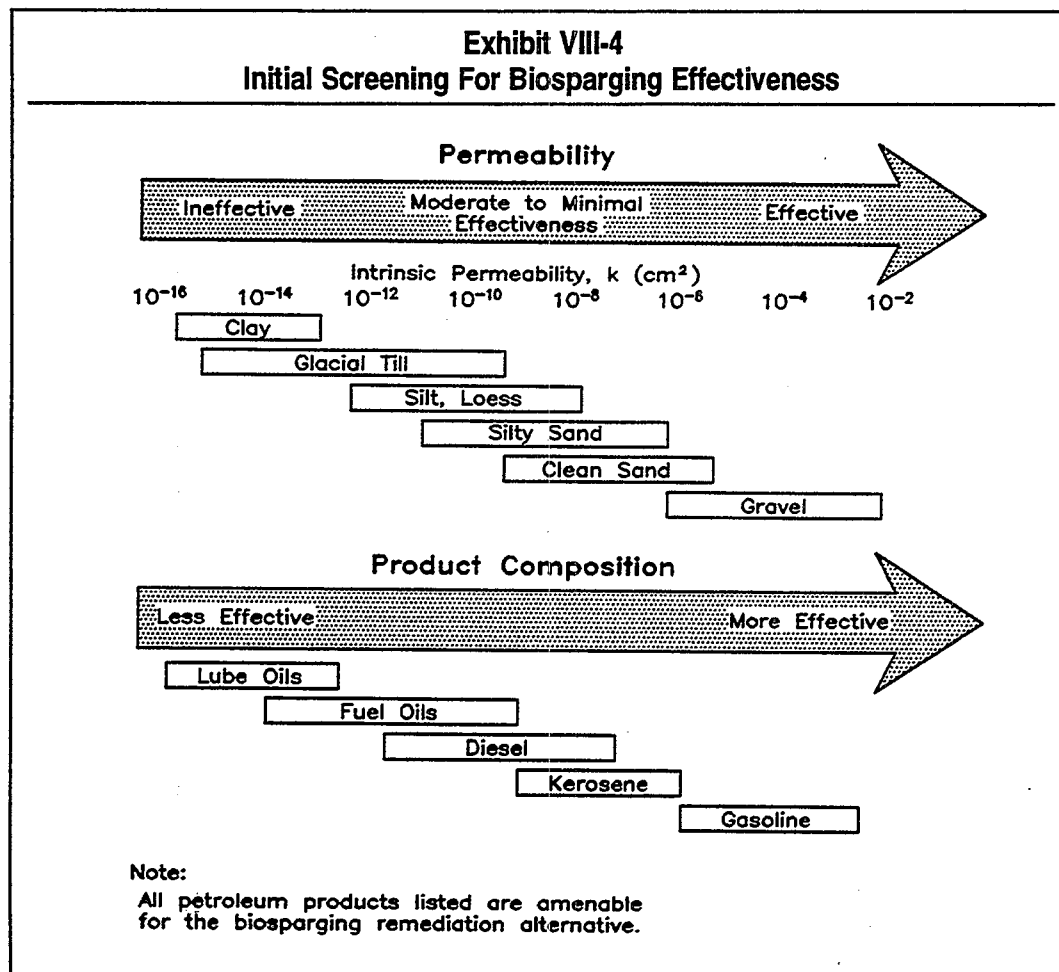 Exhibit VIII-4
Initial Screening For Biosparging Effectiveness
Permeability
Ineffective
Moderate to Minimal
Effectiveness
Effective
Intrinsic Permeability, k (cm²)
10⁻¹⁶ 10⁻¹⁴ 10⁻¹² 10⁻¹⁰ 10⁻⁸ 10⁻⁶ 10⁻⁴ 10⁻²
Clay
Glacial Till
Silt, Loess
Silty Sand
Clean Sand
Gravel
Product Composition
Less Effective
More Effective
Lube Oils
Fuel Oils
Diesel
Kerosene
Gasoline
Note:
All petroleum products listed are amenable
for the biosparging remediation alternative.